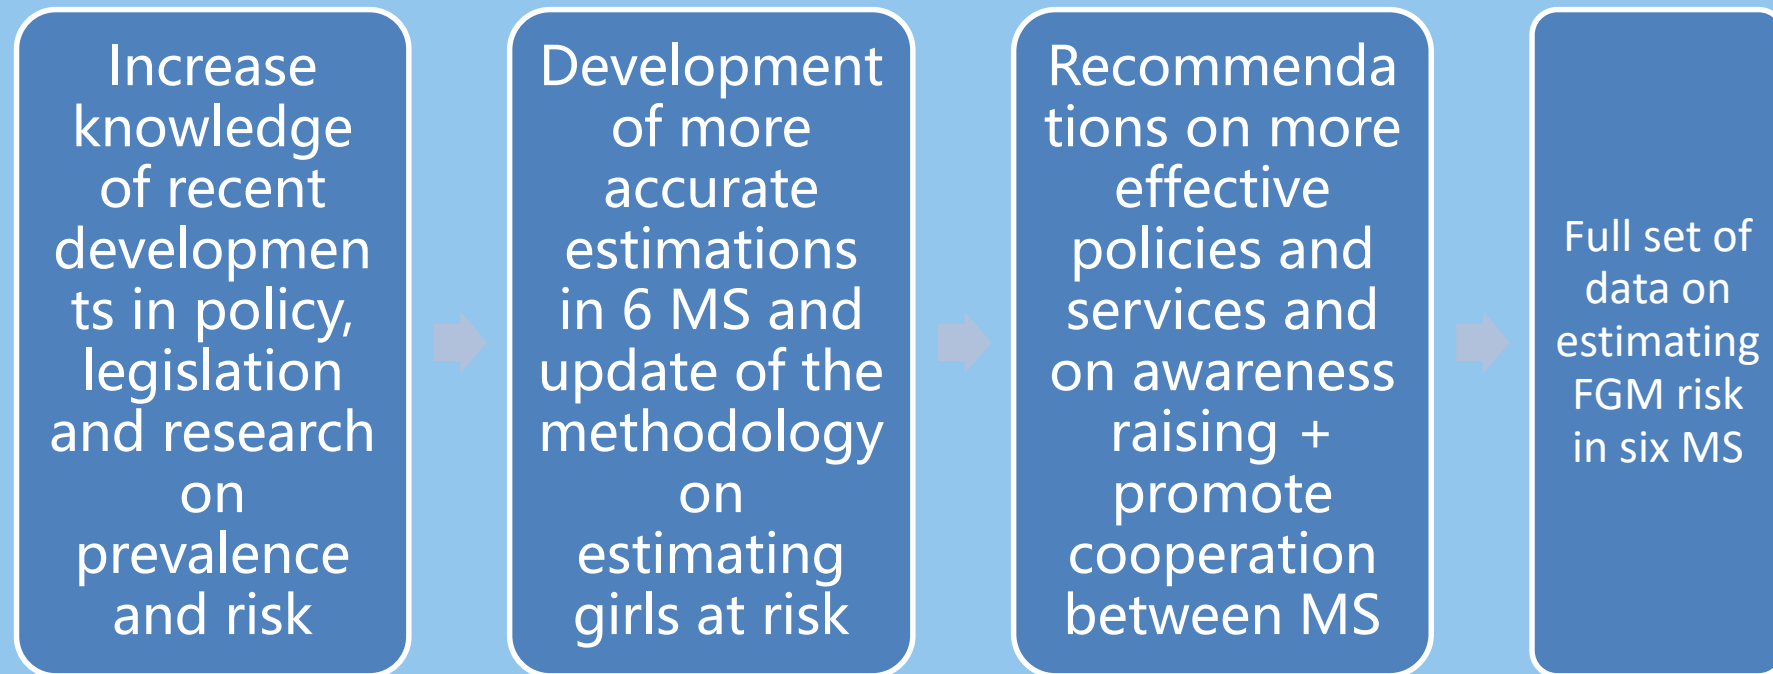 Increase
knowledge
of recent
developmen
ts in policy,
legislation
and research
on
prevalence
and risk
Development
of more
accurate
estimations
in 6 MS and
update of the
methodology
on
estimating
girls at risk
Recommenda
tions on more
effective
policies and
services and
on awareness
raising +
promote
cooperation
between MS
Full set of
data on
estimating
FGM risk
in six MS